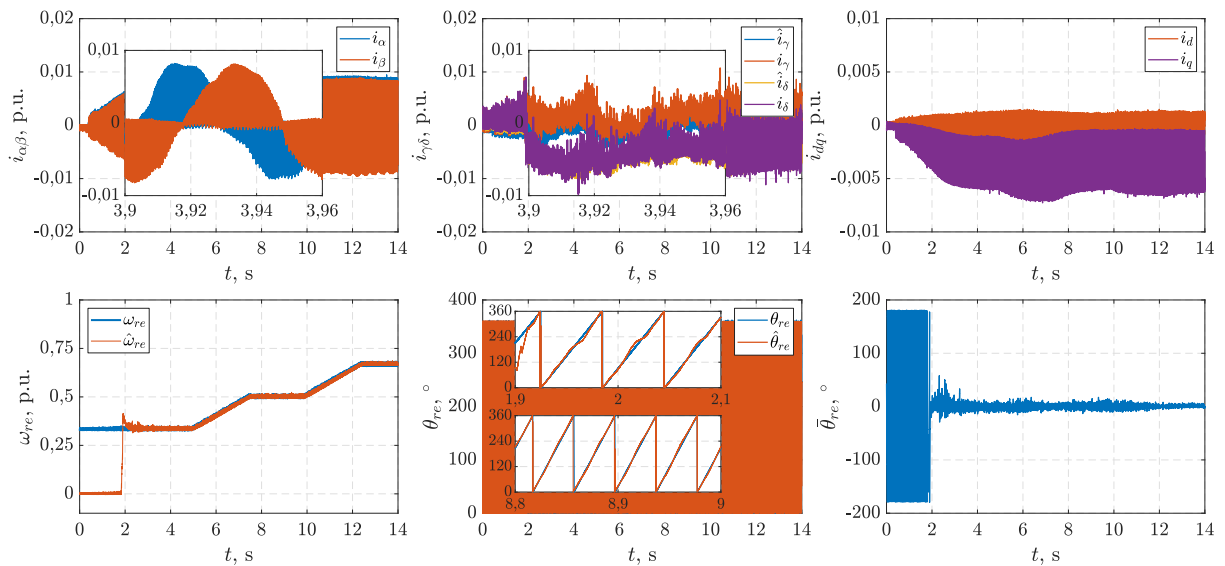 0,02
0,01
0
-0,01
-0,02
i_{αβ}, p.u.
0,01
0
-0,01
3,9 3,92 3,94 3,96
i_α
i_β
0 2 4 6 8 10 12 14
t, s
0,02
0,01
0
-0,01
-0,02
i_{γδ}, p.u.
0,01
0
-0,01
3,9 3,92 3,94 3,96
î_γ
i_γ
î_δ
i_δ
0 2 4 6 8 10 12 14
t, s
0,01
0,005
0
-0,005
-0,01
i_{dq}, p.u.
i_d
i_q
0 2 4 6 8 10 12 14
t, s
1
0,75
0,5
0,25
0
ω_{re}, p.u.
ω_{re}
ω̂_{re}
0 2 4 6 8 10 12 14
t, s
400
300
200
100
0
θ_{re}, °
360
240
120
0
1,9 2 2,1
360
240
120
0
8,8 8,9 9
θ_{re}
θ̂_{re}
0 2 4 6 8 10 12 14
t, s
200
100
0
-100
-200
θ̄_{re}, °
0 2 4 6 8 10 12 14
t, s